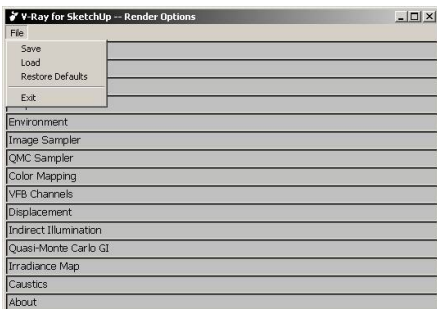 V-Ray for SketchUp -- Render Options
File
Save
Load
Restore Defaults
Exit
Environment
Image Sampler
QMC Sampler
Color Mapping
VFB Channels
Displacement
Indirect Illumination
Quasi-Monte Carlo GI
Irradiance Map
Caustics
About